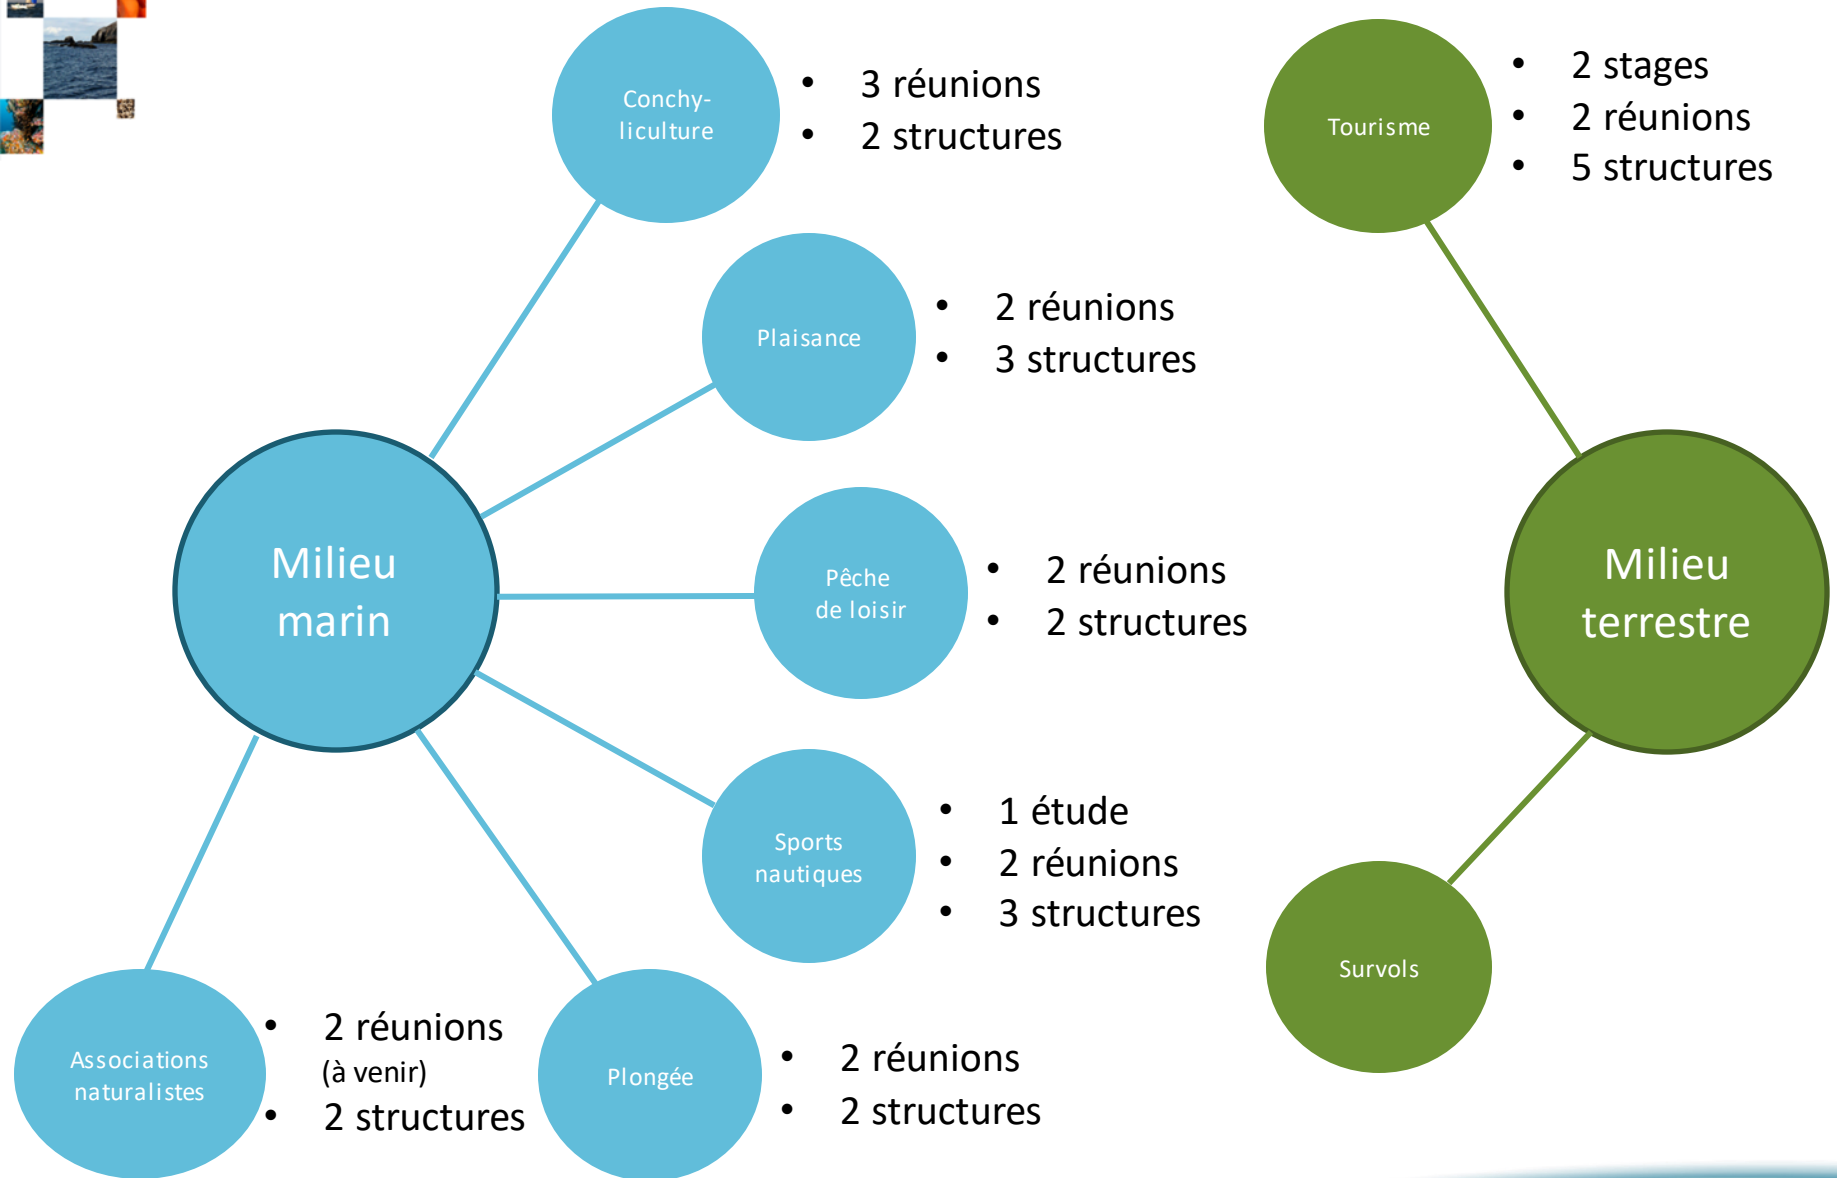 Conchy-
liculture
• 3 réunions
• 2 structures
Tourisme
• 2 stages
• 2 réunions
• 5 structures
Plaisance
• 2 réunions
• 3 structures
Milieu
marin
Pêche
de loisir
• 2 réunions
• 2 structures
Milieu
terrestre
Sports
nautiques
• 1 étude
• 2 réunions
• 3 structures
Survols
Associations
naturalistes
• 2 réunions
(à venir)
• 2 structures
Plongée
• 2 réunions
• 2 structures